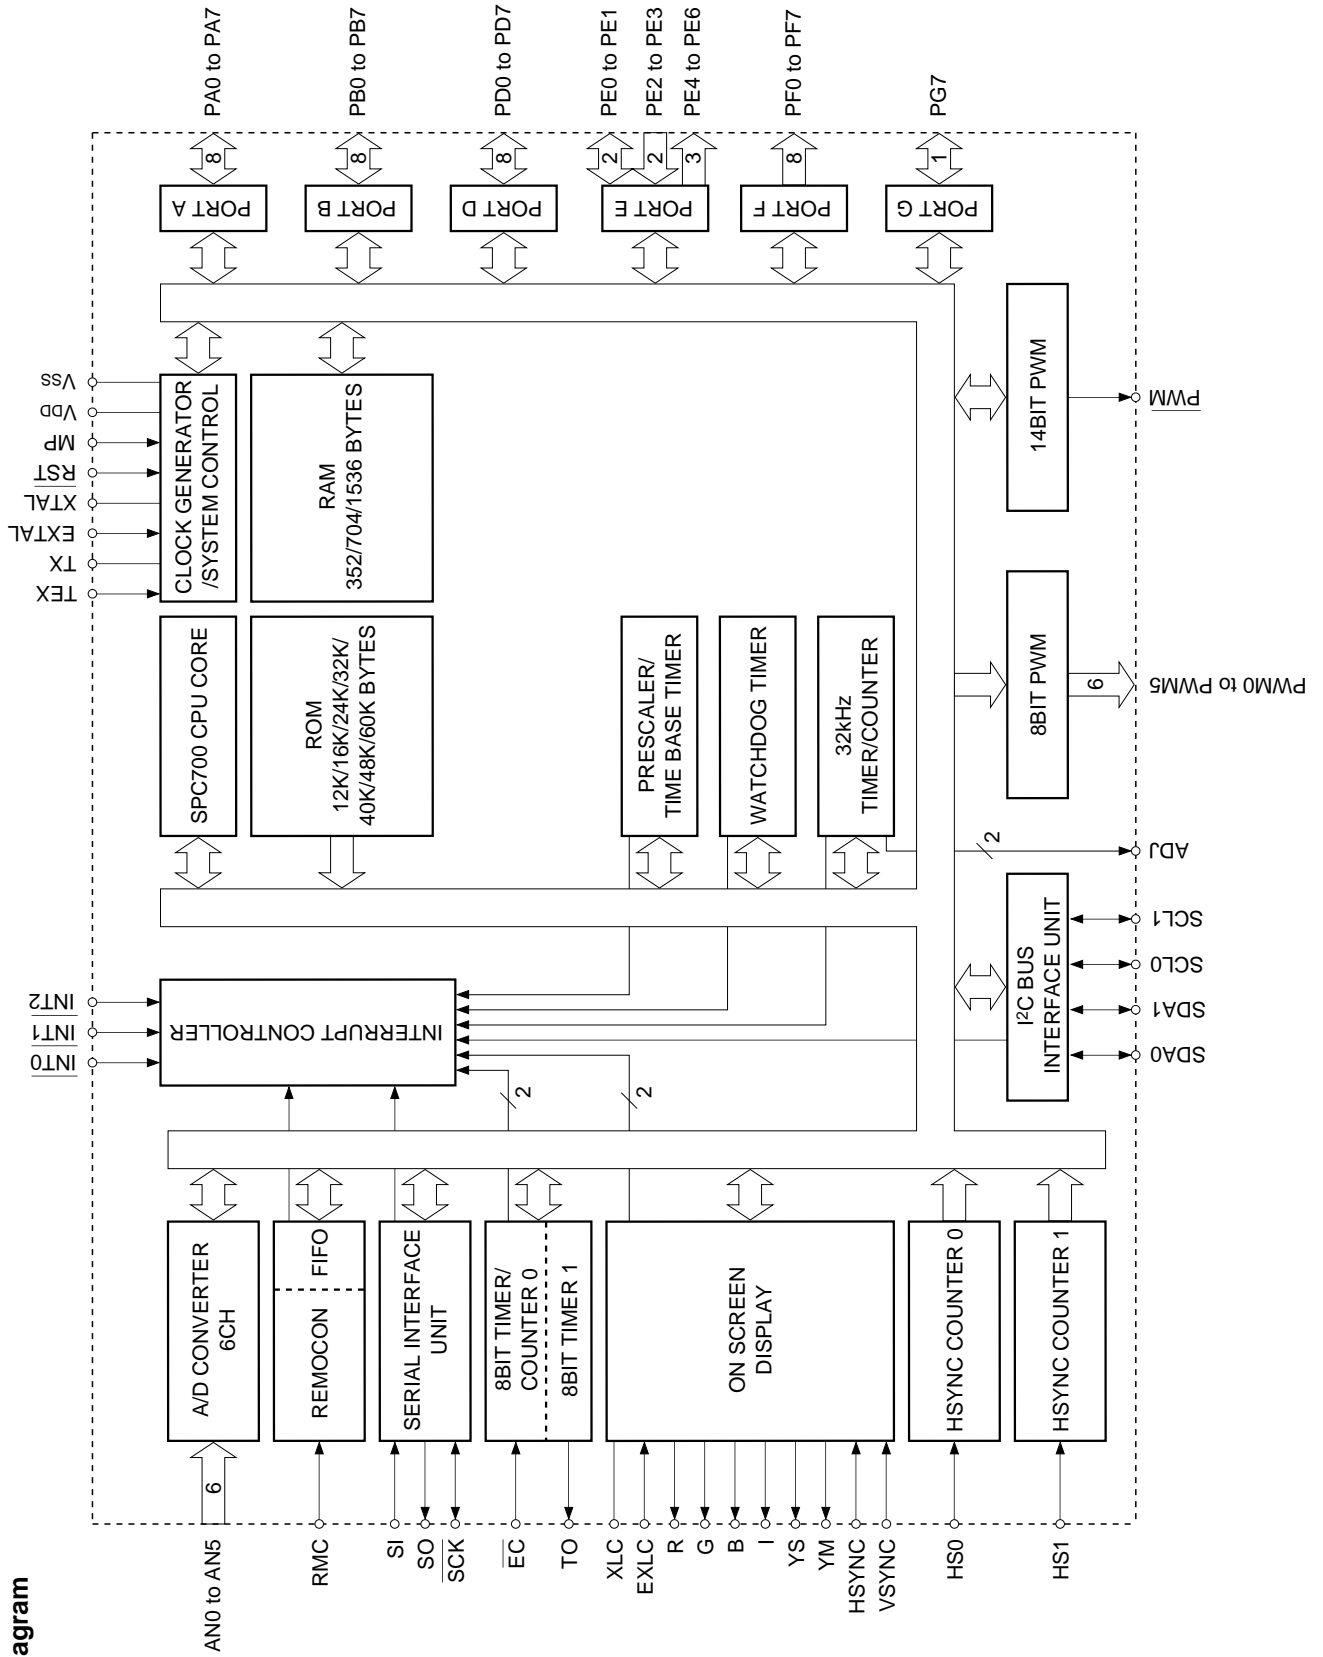 agram
AN0 to AN5
RMC
SI
SO
SCK
EC
TO
XLC
EXLC
R
G
B
I
YS
YM
HSYNC
VSYNC
HS0
HS1
6
A/D CONVERTER
6CH
REMOCON
FIFO
SERIAL INTERFACE
UNIT
8BIT TIMER/
COUNTER 0
8BIT TIMER 1
ON SCREEN
DISPLAY
HSYNC COUNTER 0
HSYNC COUNTER 1
2
2
INT0
INT1
INT2
INTERRUPT CONTROLLER
SPC700 CPU CORE
ROM
12K/16K/24K/32K/
40K/48K/60K BYTES
PRESCALER/
TIME BASE TIMER
WATCHDOG TIMER
32kHz
TIMER/COUNTER
TEX
TX
EXTAL
XTAL
RST
MP
VDD
VSS
CLOCK GENERATOR
/SYSTEM CONTROL
RAM
352/704/1536 BYTES
I2C BUS
INTERFACE UNIT
SDA0
SDA1
SCL0
SCL1
2
ADJ
8BIT PWM
6
PWM0 to PWM5
14BIT PWM
PWM
PORT A
8
PA0 to PA7
PORT B
8
PB0 to PB7
PORT D
8
PD0 to PD7
PORT E
2
PE0 to PE1
2
PE2 to PE3
3
PE4 to PE6
PORT F
8
PF0 to PF7
PORT G
1
PG7